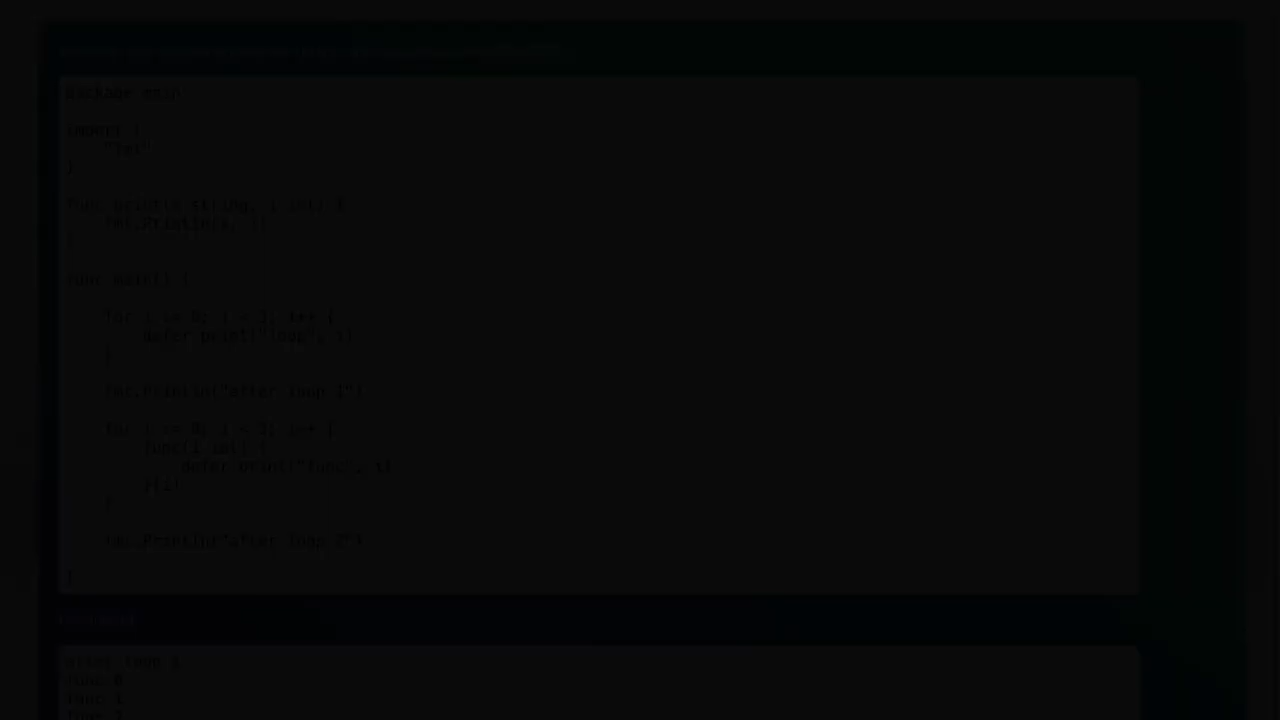 package main
import (
    "fmt"
)
func print(s string, i int) {
    fmt.Println(s, i)
}
func main() {
    for i := 0; i < 3; i++ {
        defer print("loop", i)
    }
    fmt.Println("after loop 1")
    for i := 0; i < 3; i++ {
        func(i int) {
            defer print("func", i)
        }(i)
    }
    fmt.Println("after loop 2")
}
after loop 1
func 0
func 1
func 2